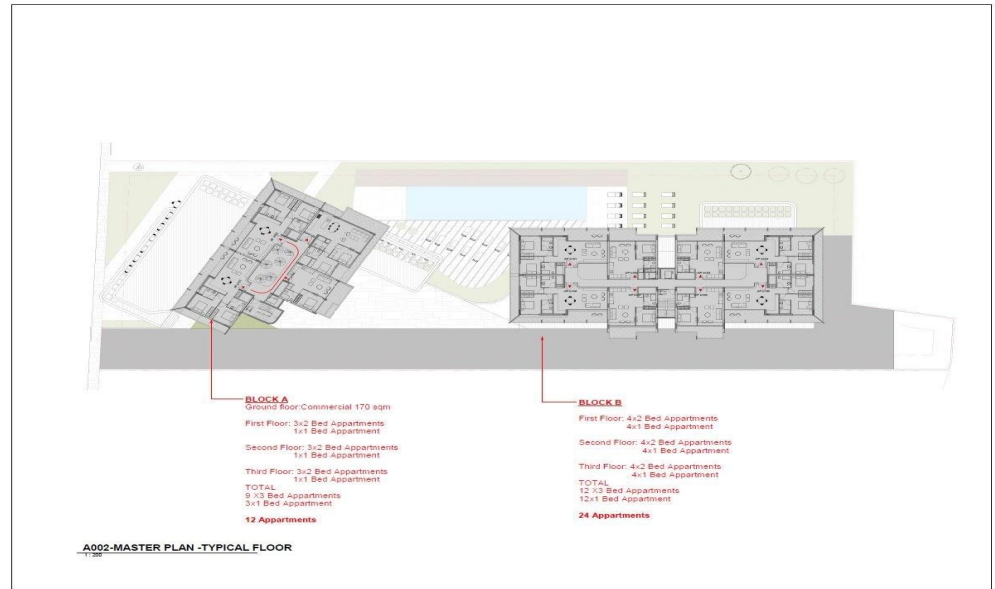 BLOCK A
Ground floor:Commercial 170 sqm
First Floor: 3x2 Bed Appartments
1x1 Bed Appartment
Second Floor: 3x2 Bed Appartments
1x1 Bed Appartment
Third Floor: 3x2 Bed Appartments
1x1 Bed Appartment
TOTAL
9 X3 Bed Appartments
3x1 Bed Appartment
12 Appartments
BLOCK B
First Floor: 4x2 Bed Appartments
4x1 Bed Appartment
Second Floor: 4x2 Bed Appartments
4x1 Bed Appartment
Third Floor: 4x2 Bed Appartments
4x1 Bed Appartment
TOTAL
12 X3 Bed Appartments
12x1 Bed Appartment
24 Appartments
A002-MASTER PLAN -TYPICAL FLOOR
1 : 200